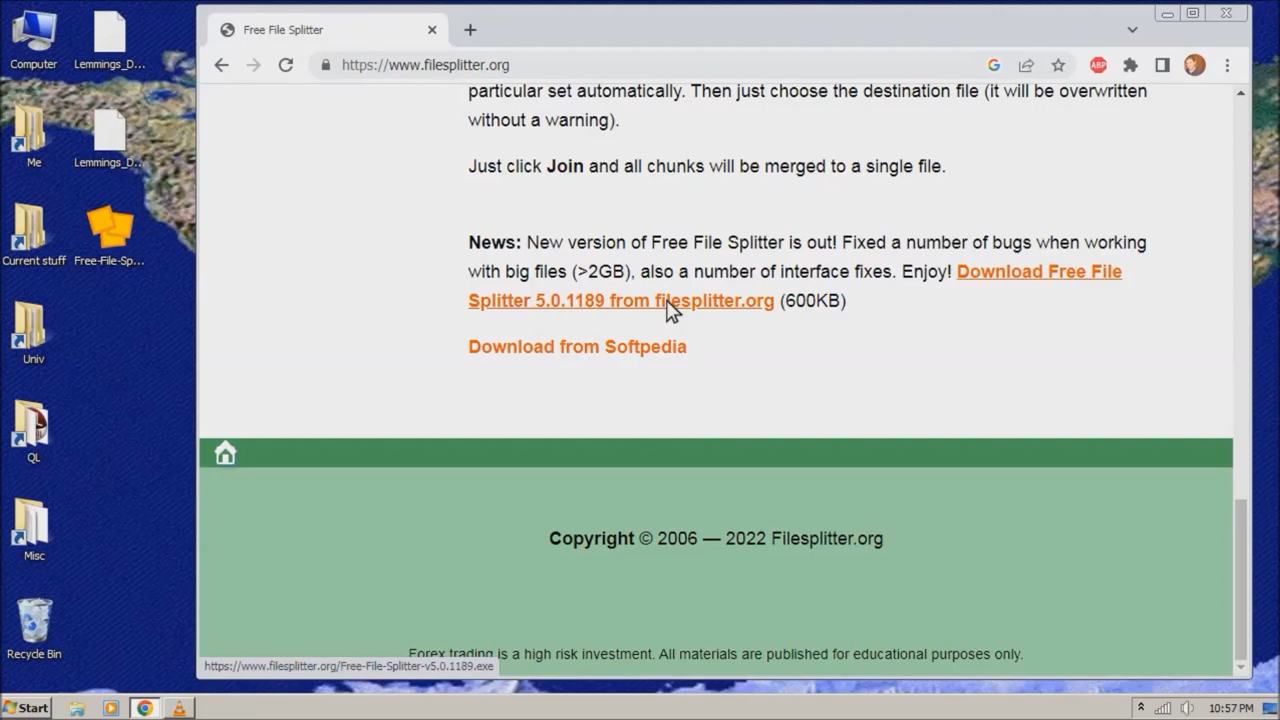 Computer
Lemmings_D...
Me
Lemmings_D...
Current stuff
Free-File-Sp...
Univ
QL
Misc
Recycle Bin
Free File Splitter
https://www.filesplitter.org
ABP
particular set automatically. Then just choose the destination file (it will be overwritten
without a warning).
Just click Join and all chunks will be merged to a single file.
News: New version of Free File Splitter is out! Fixed a number of bugs when working
with big files (>2GB), also a number of interface fixes. Enjoy! Download Free File
Splitter 5.0.1189 from filesplitter.org (600KB)
Download from Softpedia
Copyright © 2006 — 2022 Filesplitter.org
Forex trading is a high risk investment. All materials are published for educational purposes only.
https://www.filesplitter.org/Free-File-Splitter-v5.0.1189.exe
Start
10:57 PM